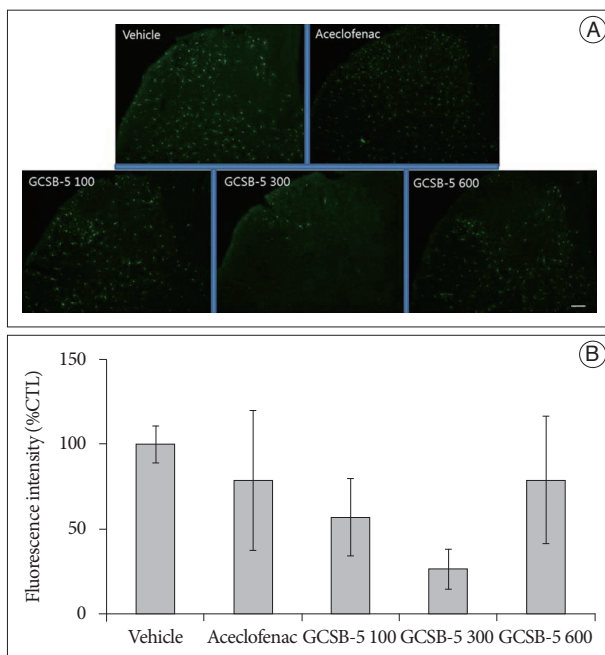 A
Vehicle
Aceclofenac
GCSB-5 100
GCSB-5 300
GCSB-5 600
B
Fluorescence intensity (%CTL)
150
100
50
0
Vehicle Aceclofenac GCSB-5 100 GCSB-5 300 GCSB-5 600